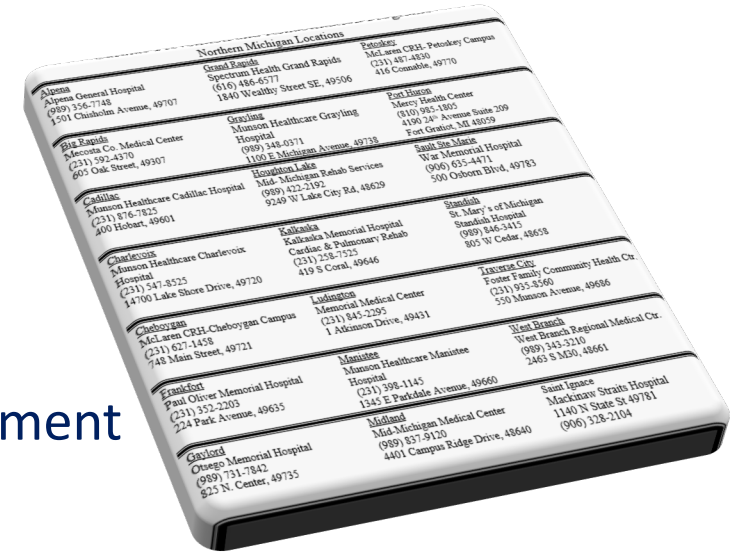 Northern Michigan Locations
Alpena
Alpena General Hospital
(989) 356-7748
1501 Chisholm Avenue, 49707
Grand Rapids
Spectrum Health Grand Rapids
(616) 486-6577
1840 Wealthy Street SE, 49506
Petoskey
McLaren CRH- Petoskey Campus
(231) 487-4830
416 Connable, 49770
Big Rapids
Mecosta Co. Medical Center
(231) 592-4370
605 Oak Street, 49307
Grayling
Munson Healthcare Grayling
Hospital
(989) 348-0371
1100 E Michigan Avenue, 49738
Port Huron
Mercy Health Center
(810) 985-1805
4190 24th Avenue Suite 209
Fort Gratiot, MI 48059
Cadillac
Munson Healthcare Cadillac Hospital
(231) 876-7825
400 Hobart, 49601
Houghton Lake
Mid- Michigan Rehab Services
(989) 422-2192
9249 W Lake City Rd, 48629
Sault Ste Marie
War Memorial Hospital
(906) 635-4471
500 Osborn Blvd, 49783
Charlevoix
Munson Healthcare Charlevoix
Hospital
(231) 547-8525
14700 Lake Shore Drive, 49720
Kalkaska
Kalkaska Memorial Hospital
Cardiac & Pulmonary Rehab
(231) 258-7525
419 S Coral, 49646
Standish
St. Mary's of Michigan
Standish Hospital
(989) 846-3415
805 W Cedar, 48658
Cheboygan
McLaren CRH-Cheboygan Campus
(231) 627-1458
748 Main Street, 49721
Ludington
Memorial Medical Center
(231) 845-2295
1 Atkinson Drive, 49431
Traverse City
Foster Family Community Health Ctr.
(231) 935-8560
550 Munson Avenue, 49686
Frankfort
Paul Oliver Memorial Hospital
(231) 352-2203
224 Park Avenue, 49635
Manistee
Munson Healthcare Manistee
Hospital
(231) 398-1145
1345 E Parkdale Avenue, 49660
West Branch
West Branch Regional Medical Ctr.
(989) 343-3210
2463 S M30, 48661
Gaylord
Otsego Memorial Hospital
(989) 731-7842
825 N. Center, 49735
Midland
Mid-Michigan Medical Center
(989) 837-9120
4401 Campus Ridge Drive, 48640
Saint Ignace
Mackinaw Straits Hospital
1140 N State St 49781
(906) 328-2104
ment